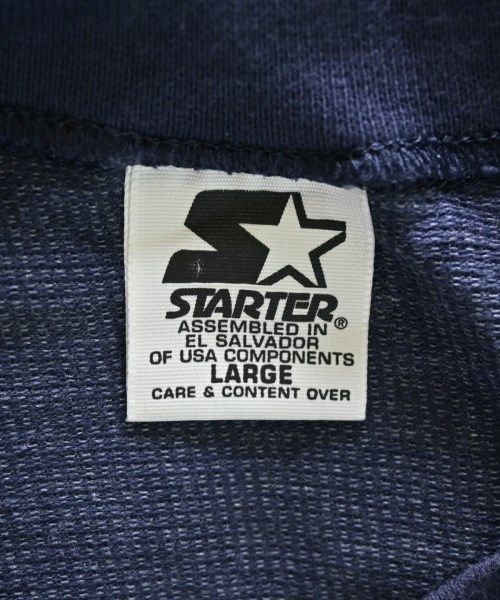 STARTER®
ASSEMBLED IN
EL SALVADOR
OF USA COMPONENTS
LARGE
CARE & CONTENT OVER